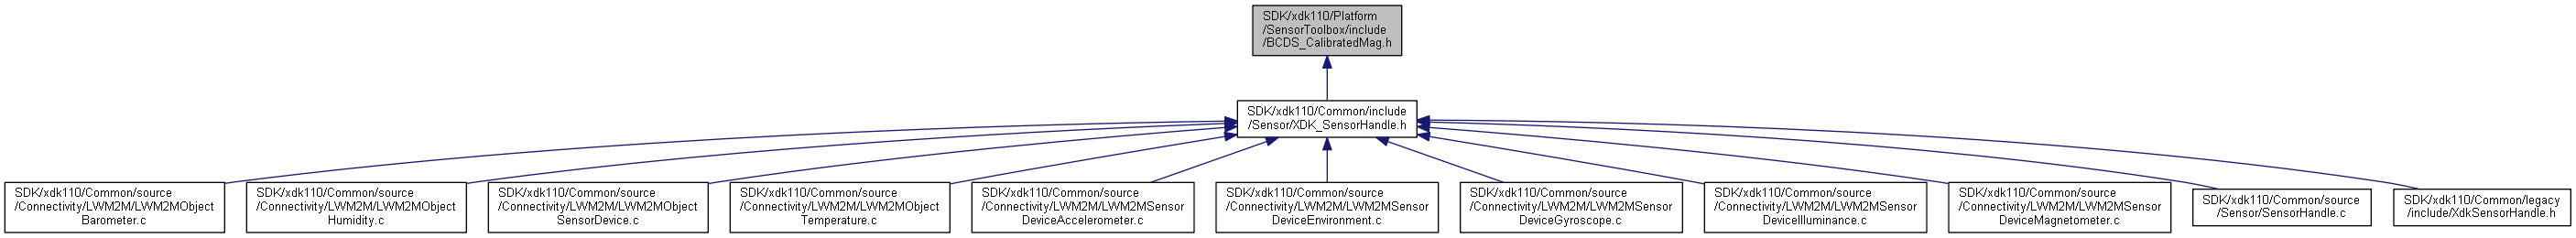 SDK/xdk110/Platform
/SensorToolbox/include
/BCDS_CalibratedMag.h
SDK/xdk110/Common/include
/Sensor/XDK_SensorHandle.h
SDK/xdk110/Common/source
/Connectivity/LWM2M/LWM2MObject
Barometer.c
SDK/xdk110/Common/source
/Connectivity/LWM2M/LWM2MObject
Humidity.c
SDK/xdk110/Common/source
/Connectivity/LWM2M/LWM2MObject
SensorDevice.c
SDK/xdk110/Common/source
/Connectivity/LWM2M/LWM2MObject
Temperature.c
SDK/xdk110/Common/source
/Connectivity/LWM2M/LWM2MSensor
DeviceAccelerometer.c
SDK/xdk110/Common/source
/Connectivity/LWM2M/LWM2MSensor
DeviceEnvironment.c
SDK/xdk110/Common/source
/Connectivity/LWM2M/LWM2MSensor
DeviceGyroscope.c
SDK/xdk110/Common/source
/Connectivity/LWM2M/LWM2MSensor
DeviceIlluminance.c
SDK/xdk110/Common/source
/Connectivity/LWM2M/LWM2MSensor
DeviceMagnetometer.c
SDK/xdk110/Common/source
/Sensor/SensorHandle.c
SDK/xdk110/Common/legacy
/include/XdkSensorHandle.h